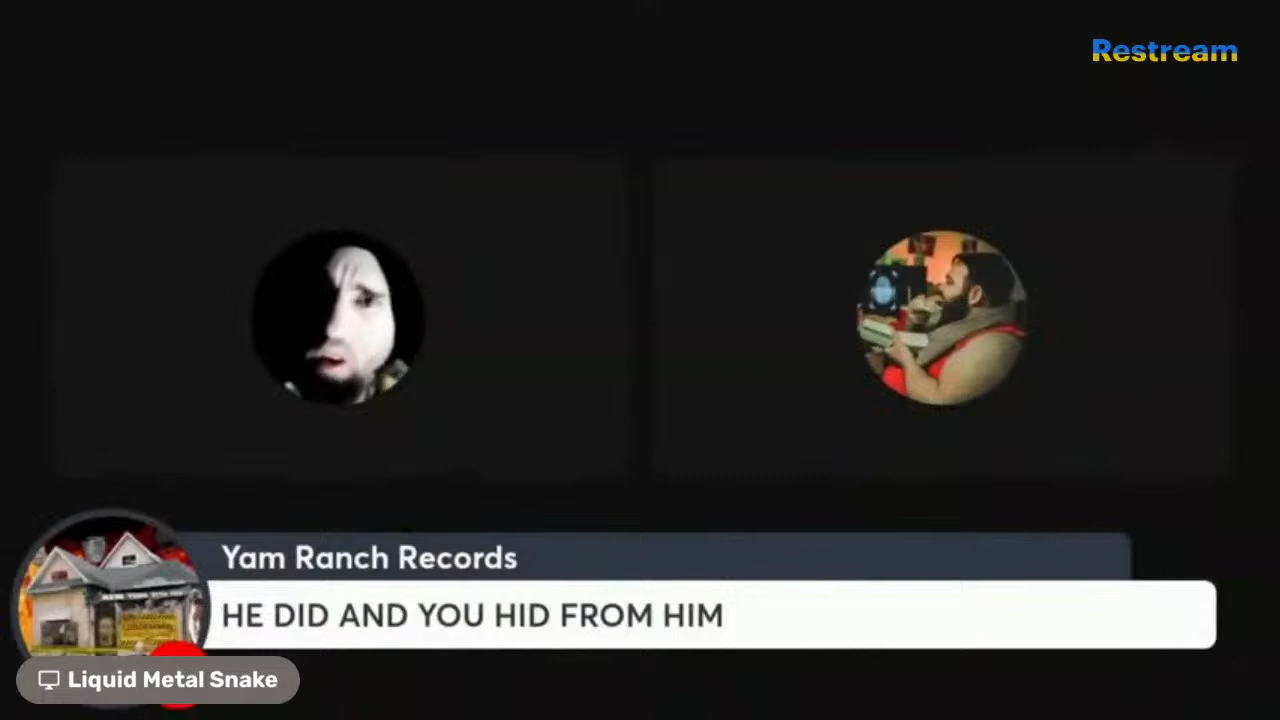 Restream
Yam Ranch Records
HE DID AND YOU HID FROM HIM
Liquid Metal Snake